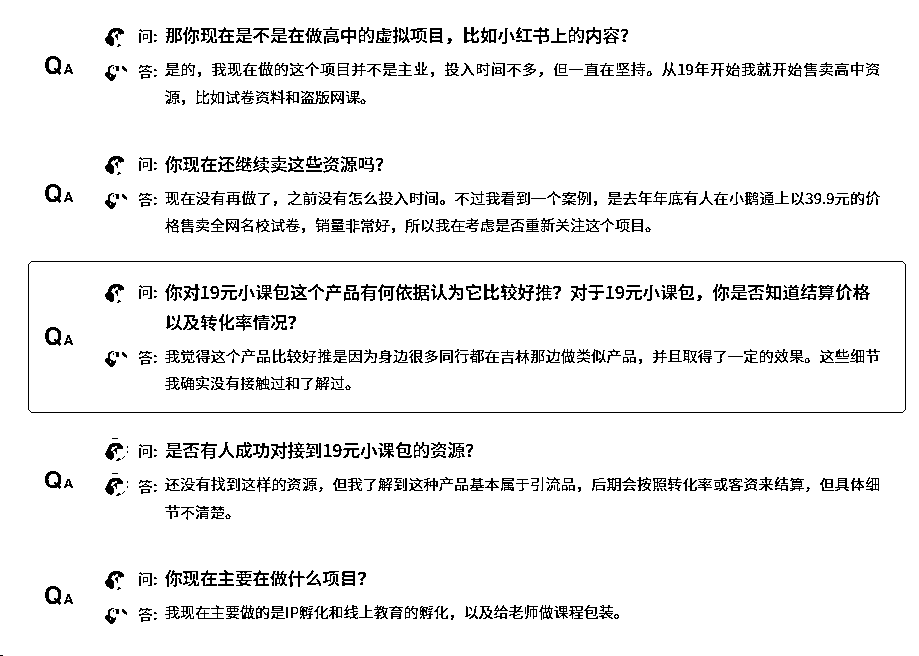 问: 那你现在是不是在做高中的虚拟项目，比如小红书上的内容？
QA
答: 是的，我现在做的这个项目并不是主业，投入时间不多，但一直在坚持。从19年开始我就开始售卖高中资
源，比如试卷资料和盗版网课。
问: 你现在还继续卖这些资源吗？
QA
答: 现在没有再做了，之前没有怎么投入时间。不过我看到一个案例，是去年年底有人在小鹅通上以39.9元的价
格售卖全网名校试卷，销量非常好，所以我在考虑是否重新关注这个项目。
问: 你对19元小课包这个产品有何依据认为它比较好推？对于19元小课包，你是否知道结算价格
以及转化率情况？
QA
答: 我觉得这个产品比较好推是因为身边很多同行都在吉林那边做类似产品，并且取得了一定的效果。这些细节
我确实没有接触过和了解过。
问: 是否有人成功对接到19元小课包的资源？
QA
答: 还没有找到这样的资源，但我了解到这种产品基本属于引流品，后期会按照转化率或客资来结算，但具体细
节不清楚。
问: 你现在主要在做什么项目？
QA
答: 我现在主要做的是IP孵化和线上教育的孵化，以及给老师做课程包装。